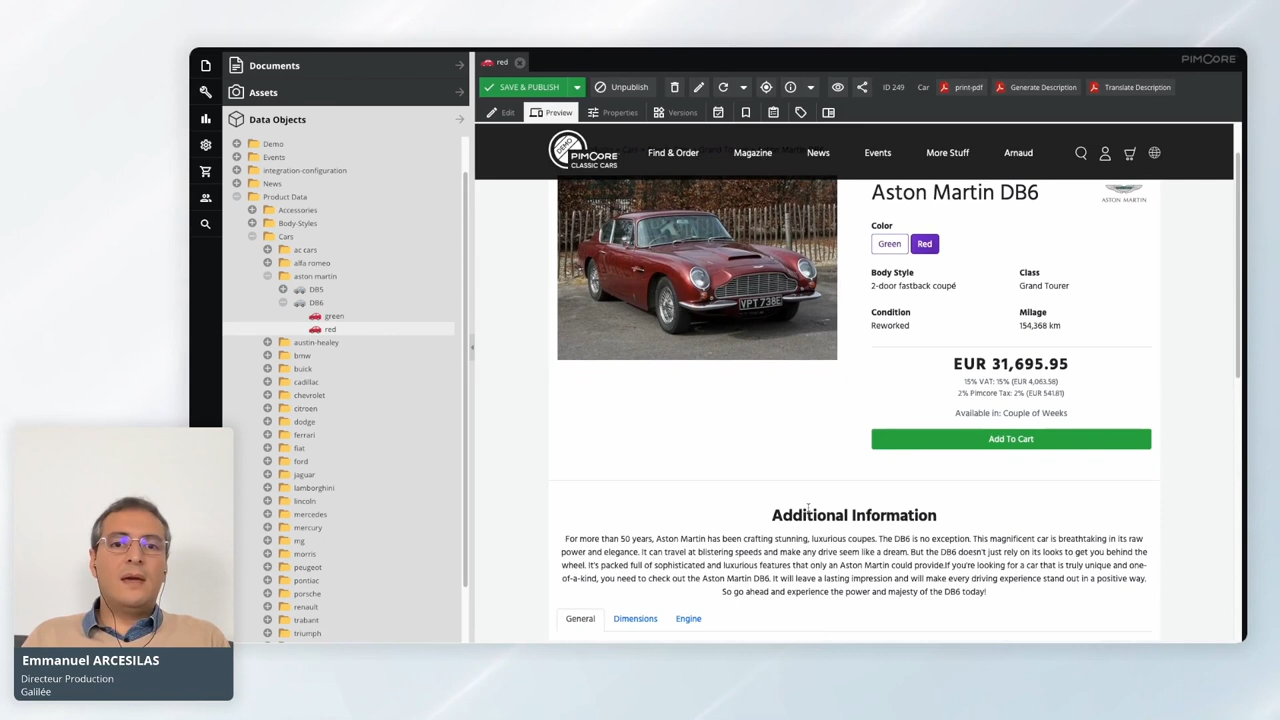 Documents
Assets
Data Objects
Demo
Events
integration-configuration
News
Product Data
Accessories
Body-Styles
Cars
ac cars
alfa romeo
aston martin
DB5
DB6
green
red
austin-healey
bmw
buick
cadillac
chevrolet
citroen
dodge
ferrari
fiat
ford
jaguar
lamborghini
lincoln
mercedes
mercury
mg
morris
peugeot
pontiac
porsche
renault
trabant
triumph
red
PIMCORE
SAVE & PUBLISH
Unpublish
ID 249
Car
print-pdf
Generate Description
Translate Description
Edit
Preview
Properties
Versions
DEMO
PIMCORE
CLASSIC CARS
Find & Order
Magazine
News
Events
More Stuff
Arnaud
VPT 738E
Aston Martin DB6
ASTON MARTIN
Color
Green
Red
Body Style
Class
2-door fastback coupé
Grand Tourer
Condition
Milage
Reworked
154,368 km
EUR 31,695.95
15% VAT: 15% (EUR 4,063.58)
2% Pimcore Tax: 2% (EUR 541.81)
Available in: Couple of Weeks
Add To Cart
Additional Information
For more than 50 years, Aston Martin has been crafting stunning, luxurious coupes. The DB6 is no exception. This magnificent car is breathtaking in its raw
power and elegance. It can travel at blistering speeds and make any drive seem like a dream. But the DB6 doesn't just rely on its looks to get you behind the
wheel. It's packed full of sophisticated and luxurious features that only an Aston Martin could provide.If you're looking for a car that is truly unique and one-
of-a-kind, you need to check out the Aston Martin DB6. It will leave a lasting impression and will make every driving experience stand out in a positive way.
So go ahead and experience the power and majesty of the DB6 today!
General
Dimensions
Engine
Emmanuel ARCESILAS
Directeur Production
Galilée